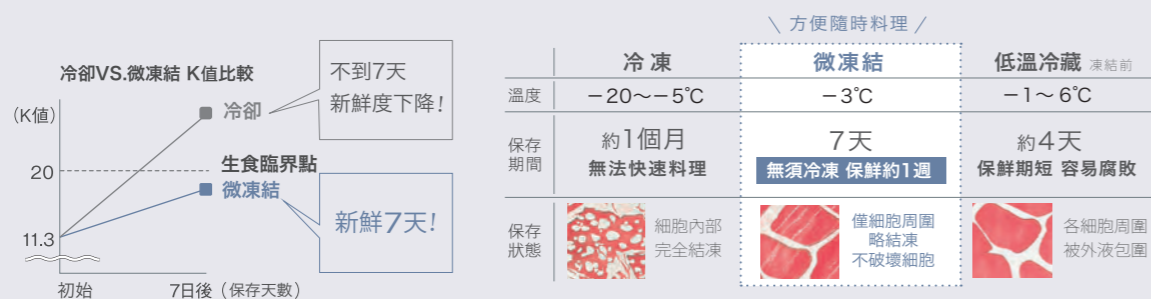 冷卻VS.微凍結 K值比較
(K值)
20
11.3
初始
7日後（保存天數）
冷卻
生食臨界點
微凍結
不到7天
新鮮度下降！
新鮮7天！
＼ 方便隨時料理 ／
冷凍
微凍結
低溫冷藏 凍結前
溫度
－20～－5℃
－3℃
－1～6℃
保存
期間
約1個月
無法快速料理
7天
無須冷凍 保鮮約1週
約4天
保鮮期短 容易腐敗
保存
狀態
細胞內部
完全結凍
僅細胞周圍
略結凍
不破壞細胞
各細胞周圍
被外液包圍